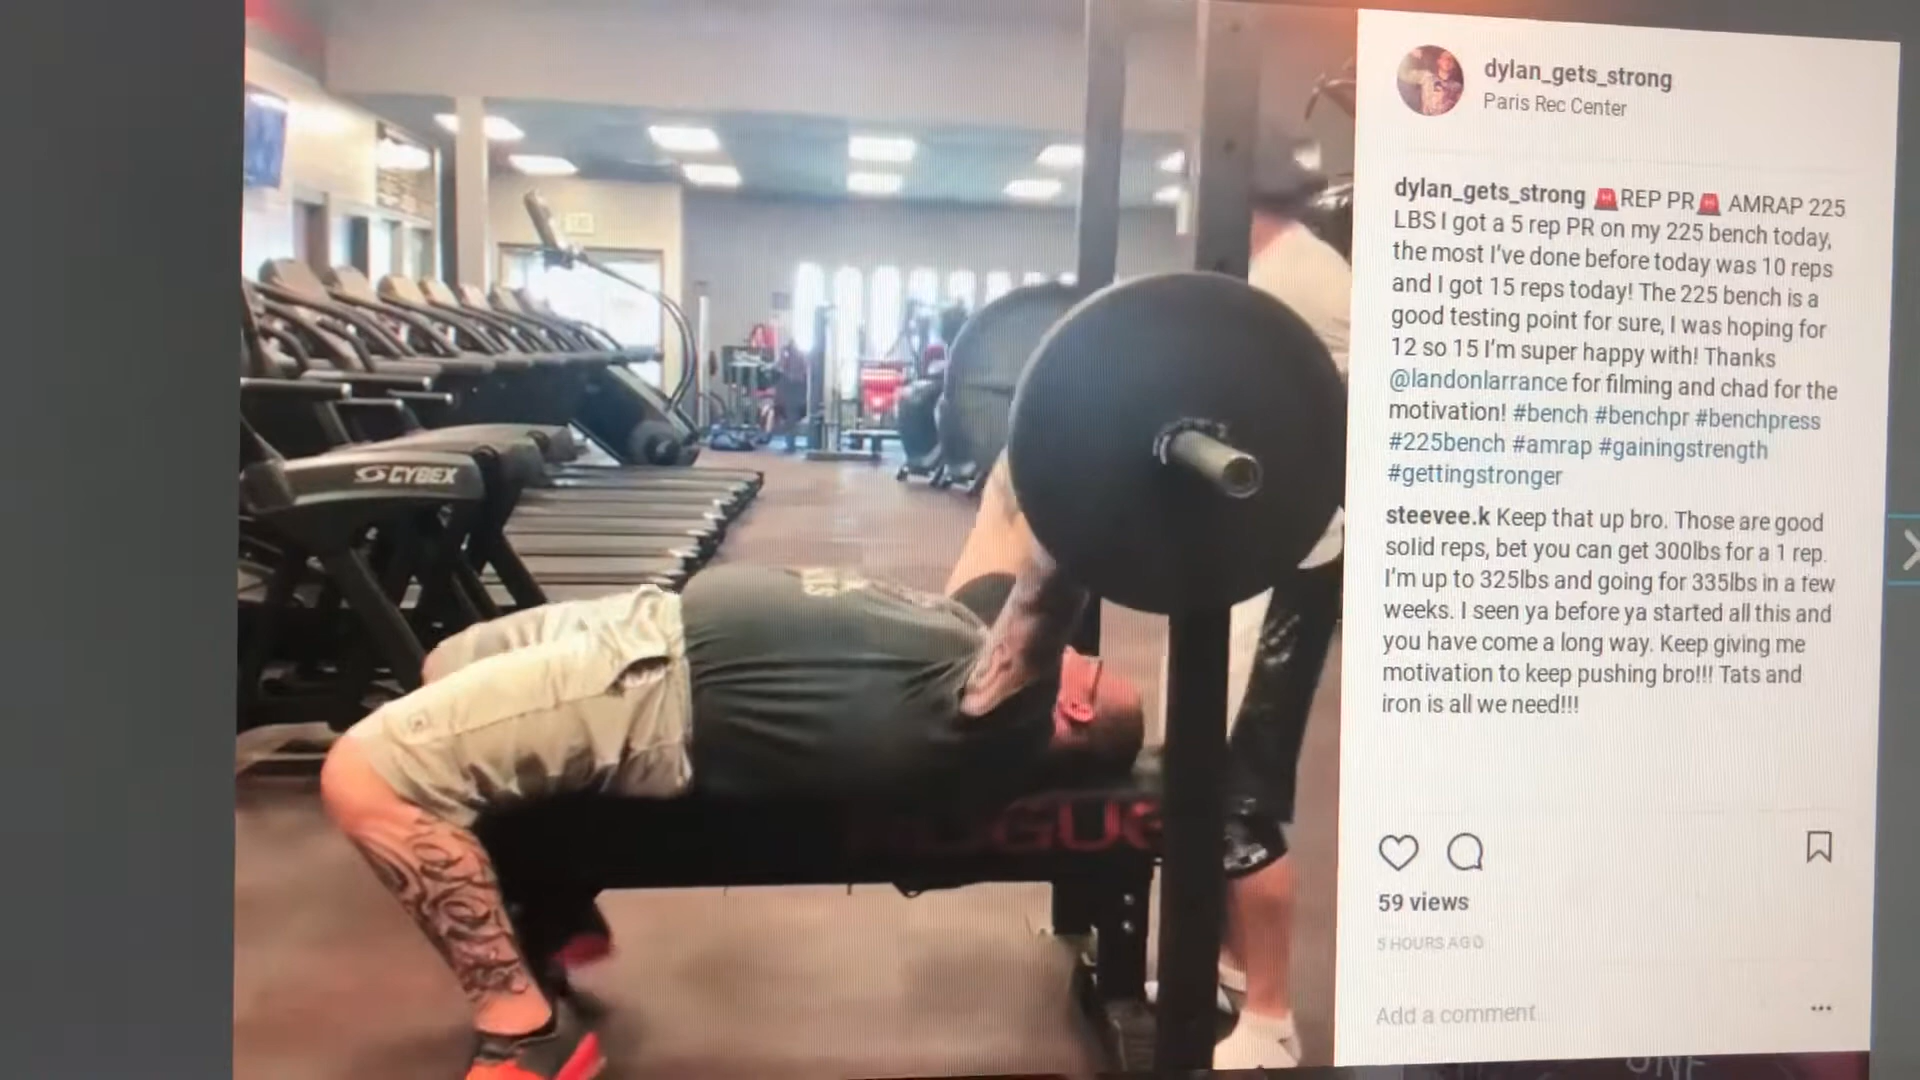 dylan_gets_strong
Paris Rec Center
dylan_gets_strong 🚨REP PR🚨 AMRAP 225
LBS I got a 5 rep PR on my 225 bench today,
the most I've done before today was 10 reps
and I got 15 reps today! The 225 bench is a
good testing point for sure, I was hoping for
12 so 15 I'm super happy with! Thanks
@landonlarrance for filming and chad for the
motivation! #bench #benchpr #benchpress
#225bench #amrap #gainingstrength
#gettingstronger
steevee.k Keep that up bro. Those are good
solid reps, bet you can get 300lbs for a 1 rep.
I'm up to 325lbs and going for 335lbs in a few
weeks. I seen ya before ya started all this and
you have come a long way. Keep giving me
motivation to keep pushing bro!!! Tats and
iron is all we need!!!
59 views
5 HOURS AGO
Add a comment...
CYBEX
ROGUE